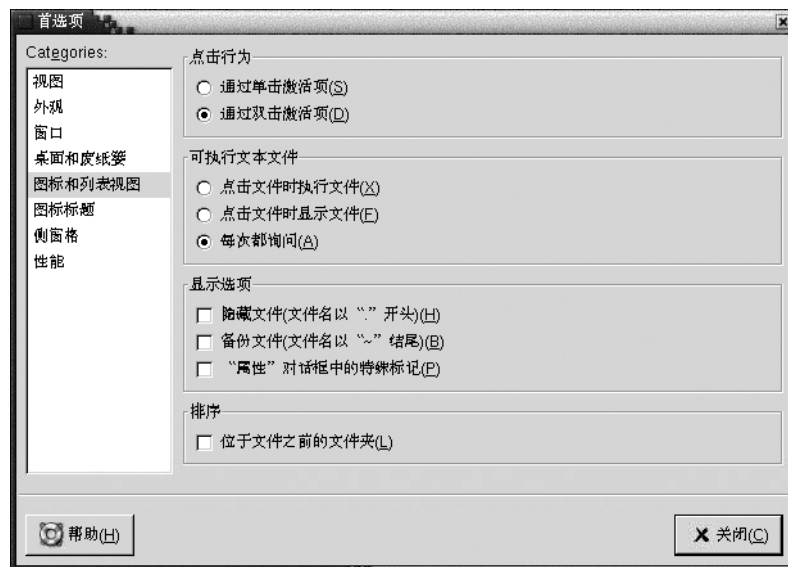 首选项
Categories:
视图
外观
窗口
桌面和废纸篓
图标和列表视图
图标标题
侧窗格
性能
点击行为
通过单击激活项(S)
通过双击激活项(D)
可执行文本文件
点击文件时执行文件(X)
点击文件时显示文件(F)
每次都询问(A)
显示选项
隐藏文件(文件名以“.”开头)(H)
备份文件(文件名以“~”结尾)(B)
“属性”对话框中的特殊标记(P)
排序
位于文件之前的文件夹(L)
帮助(H)
关闭(C)